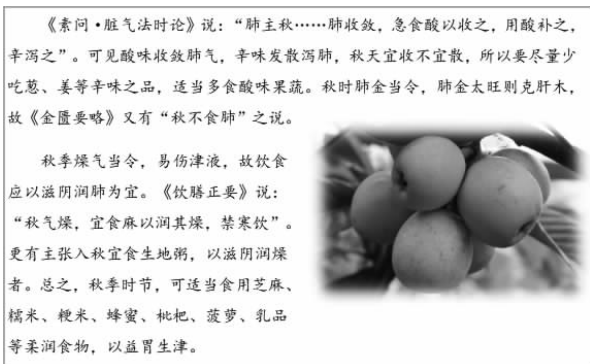 《素问·脏气法时论》说：“肺主秋……肺收敛，急食酸以收之，用酸补之，
辛泻之”。可见酸味收敛肺气，辛味发散泻肺，秋天宜收不宜散，所以要尽量少
吃葱、姜等辛味之品，适当多食酸味果蔬。秋时肺金当令，肺金太旺则克肝木，
故《金匮要略》又有“秋不食肺”之说。
秋季燥气当令，易伤津液，故饮食
应以滋阴润肺为宜。《饮膳正要》说：
“秋气燥，宜食麻以润其燥，禁寒饮”。
更有主张入秋宜食生地粥，以滋阴润燥
者。总之，秋季时节，可适当食用芝麻、
糯米、粳米、蜂蜜、枇杷、菠萝、乳品
等柔润食物，以益胃生津。